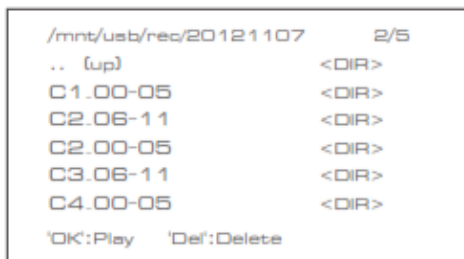 /mnt/usb/rec/20121107 2/5
.. (up) <DIR>
C1.00-05 <DIR>
C2.06-11 <DIR>
C2.00-05 <DIR>
C3.06-11 <DIR>
C4.00-05 <DIR>
'OK':Play 'Del':Delete